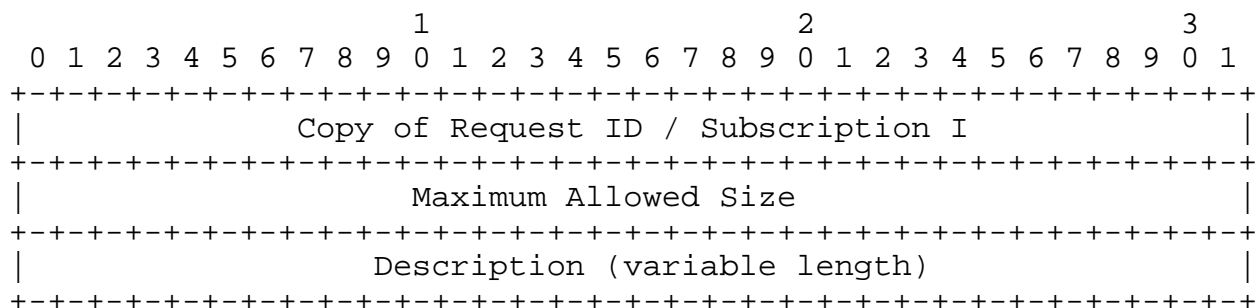 1                   2                   3
 0 1 2 3 4 5 6 7 8 9 0 1 2 3 4 5 6 7 8 9 0 1 2 3 4 5 6 7 8 9 0 1
+-+-+-+-+-+-+-+-+-+-+-+-+-+-+-+-+-+-+-+-+-+-+-+-+-+-+-+-+-+-+-+-+
|              Copy of Request ID / Subscription I              |
+-+-+-+-+-+-+-+-+-+-+-+-+-+-+-+-+-+-+-+-+-+-+-+-+-+-+-+-+-+-+-+-+
|                    Maximum Allowed Size                       |
+-+-+-+-+-+-+-+-+-+-+-+-+-+-+-+-+-+-+-+-+-+-+-+-+-+-+-+-+-+-+-+-+
|                  Description (variable length)                |
+-+-+-+-+-+-+-+-+-+-+-+-+-+-+-+-+-+-+-+-+-+-+-+-+-+-+-+-+-+-+-+-+